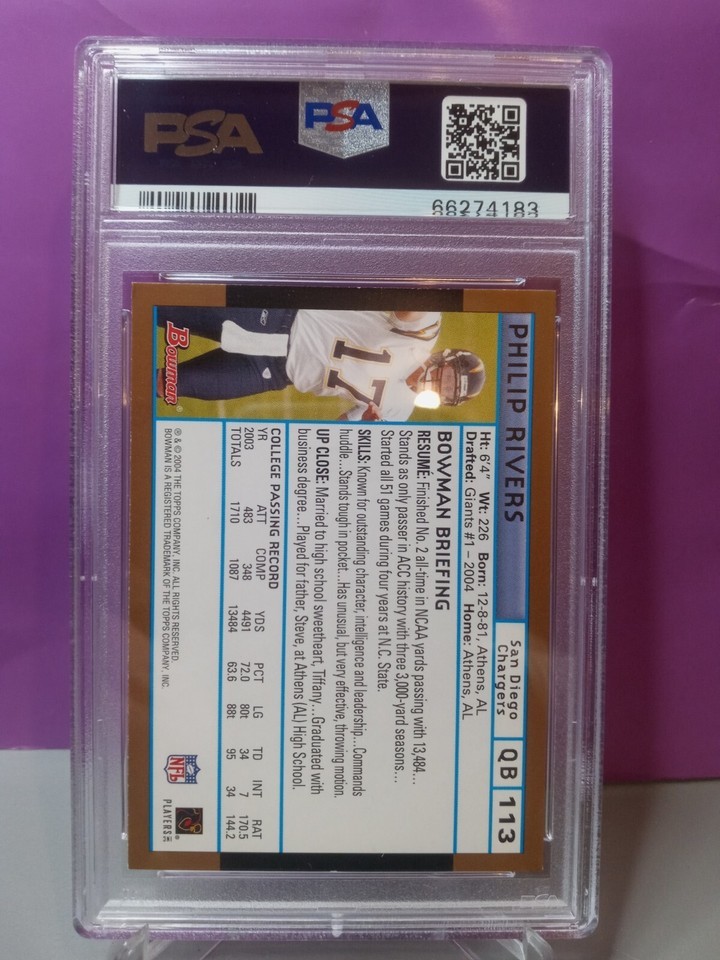 PSA
PSA
66274183
PHILIP RIVERS
San Diego
Chargers
QB
113
Ht: 6'4" Wt: 226 Born: 12-8-81, Athens, AL
Drafted: Giants #1 – 2004 Home: Athens, AL
BOWMAN BRIEFING
RESUMÉ: Finished No. 2 all-time in NCAA yards passing with 13,484...
Stands as only passer in ACC history with three 3,000-yard seasons...
Started all 51 games during four years at N.C. State.
SKILLS: Known for outstanding character, intelligence and leadership...Commands
huddle...Stands tough in pocket...Has unusual, but very effective, throwing motion.
UP CLOSE: Married to high school sweetheart, Tiffany...Graduated with
business degree...Played for father, Steve, at Athens (AL) High School.
COLLEGE PASSING RECORD
YR ATT COMP YDS PCT LG TD INT RAT
2003 483 348 4491 72.0 80t 34 7 170.5
TOTALS 1710 1087 13484 63.6 88t 95 34 144.2
® & © 2004 THE TOPPS COMPANY, INC. ALL RIGHTS RESERVED.
BOWMAN IS A REGISTERED TRADEMARK OF THE TOPPS COMPANY, INC.
17
Bowman®
NFL
PLAYERS INC